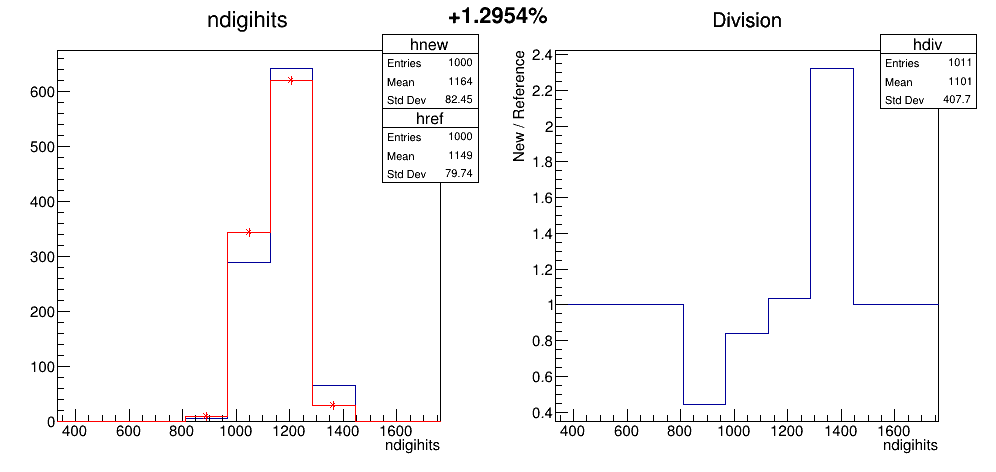 +1.2954%
ndigihits
hnew
Entries 1000
Mean 1164
Std Dev 82.45
href
Entries 1000
Mean 1149
Std Dev 79.74
600
500
400
300
200
100
0
400 600 800 1000 1200 1400 1600
ndigihits
Division
hdiv
Entries 1011
Mean 1101
Std Dev 407.7
New / Reference
2.4
2.2
2
1.8
1.6
1.4
1.2
1
0.8
0.6
0.4
400 600 800 1000 1200 1400 1600
ndigihits